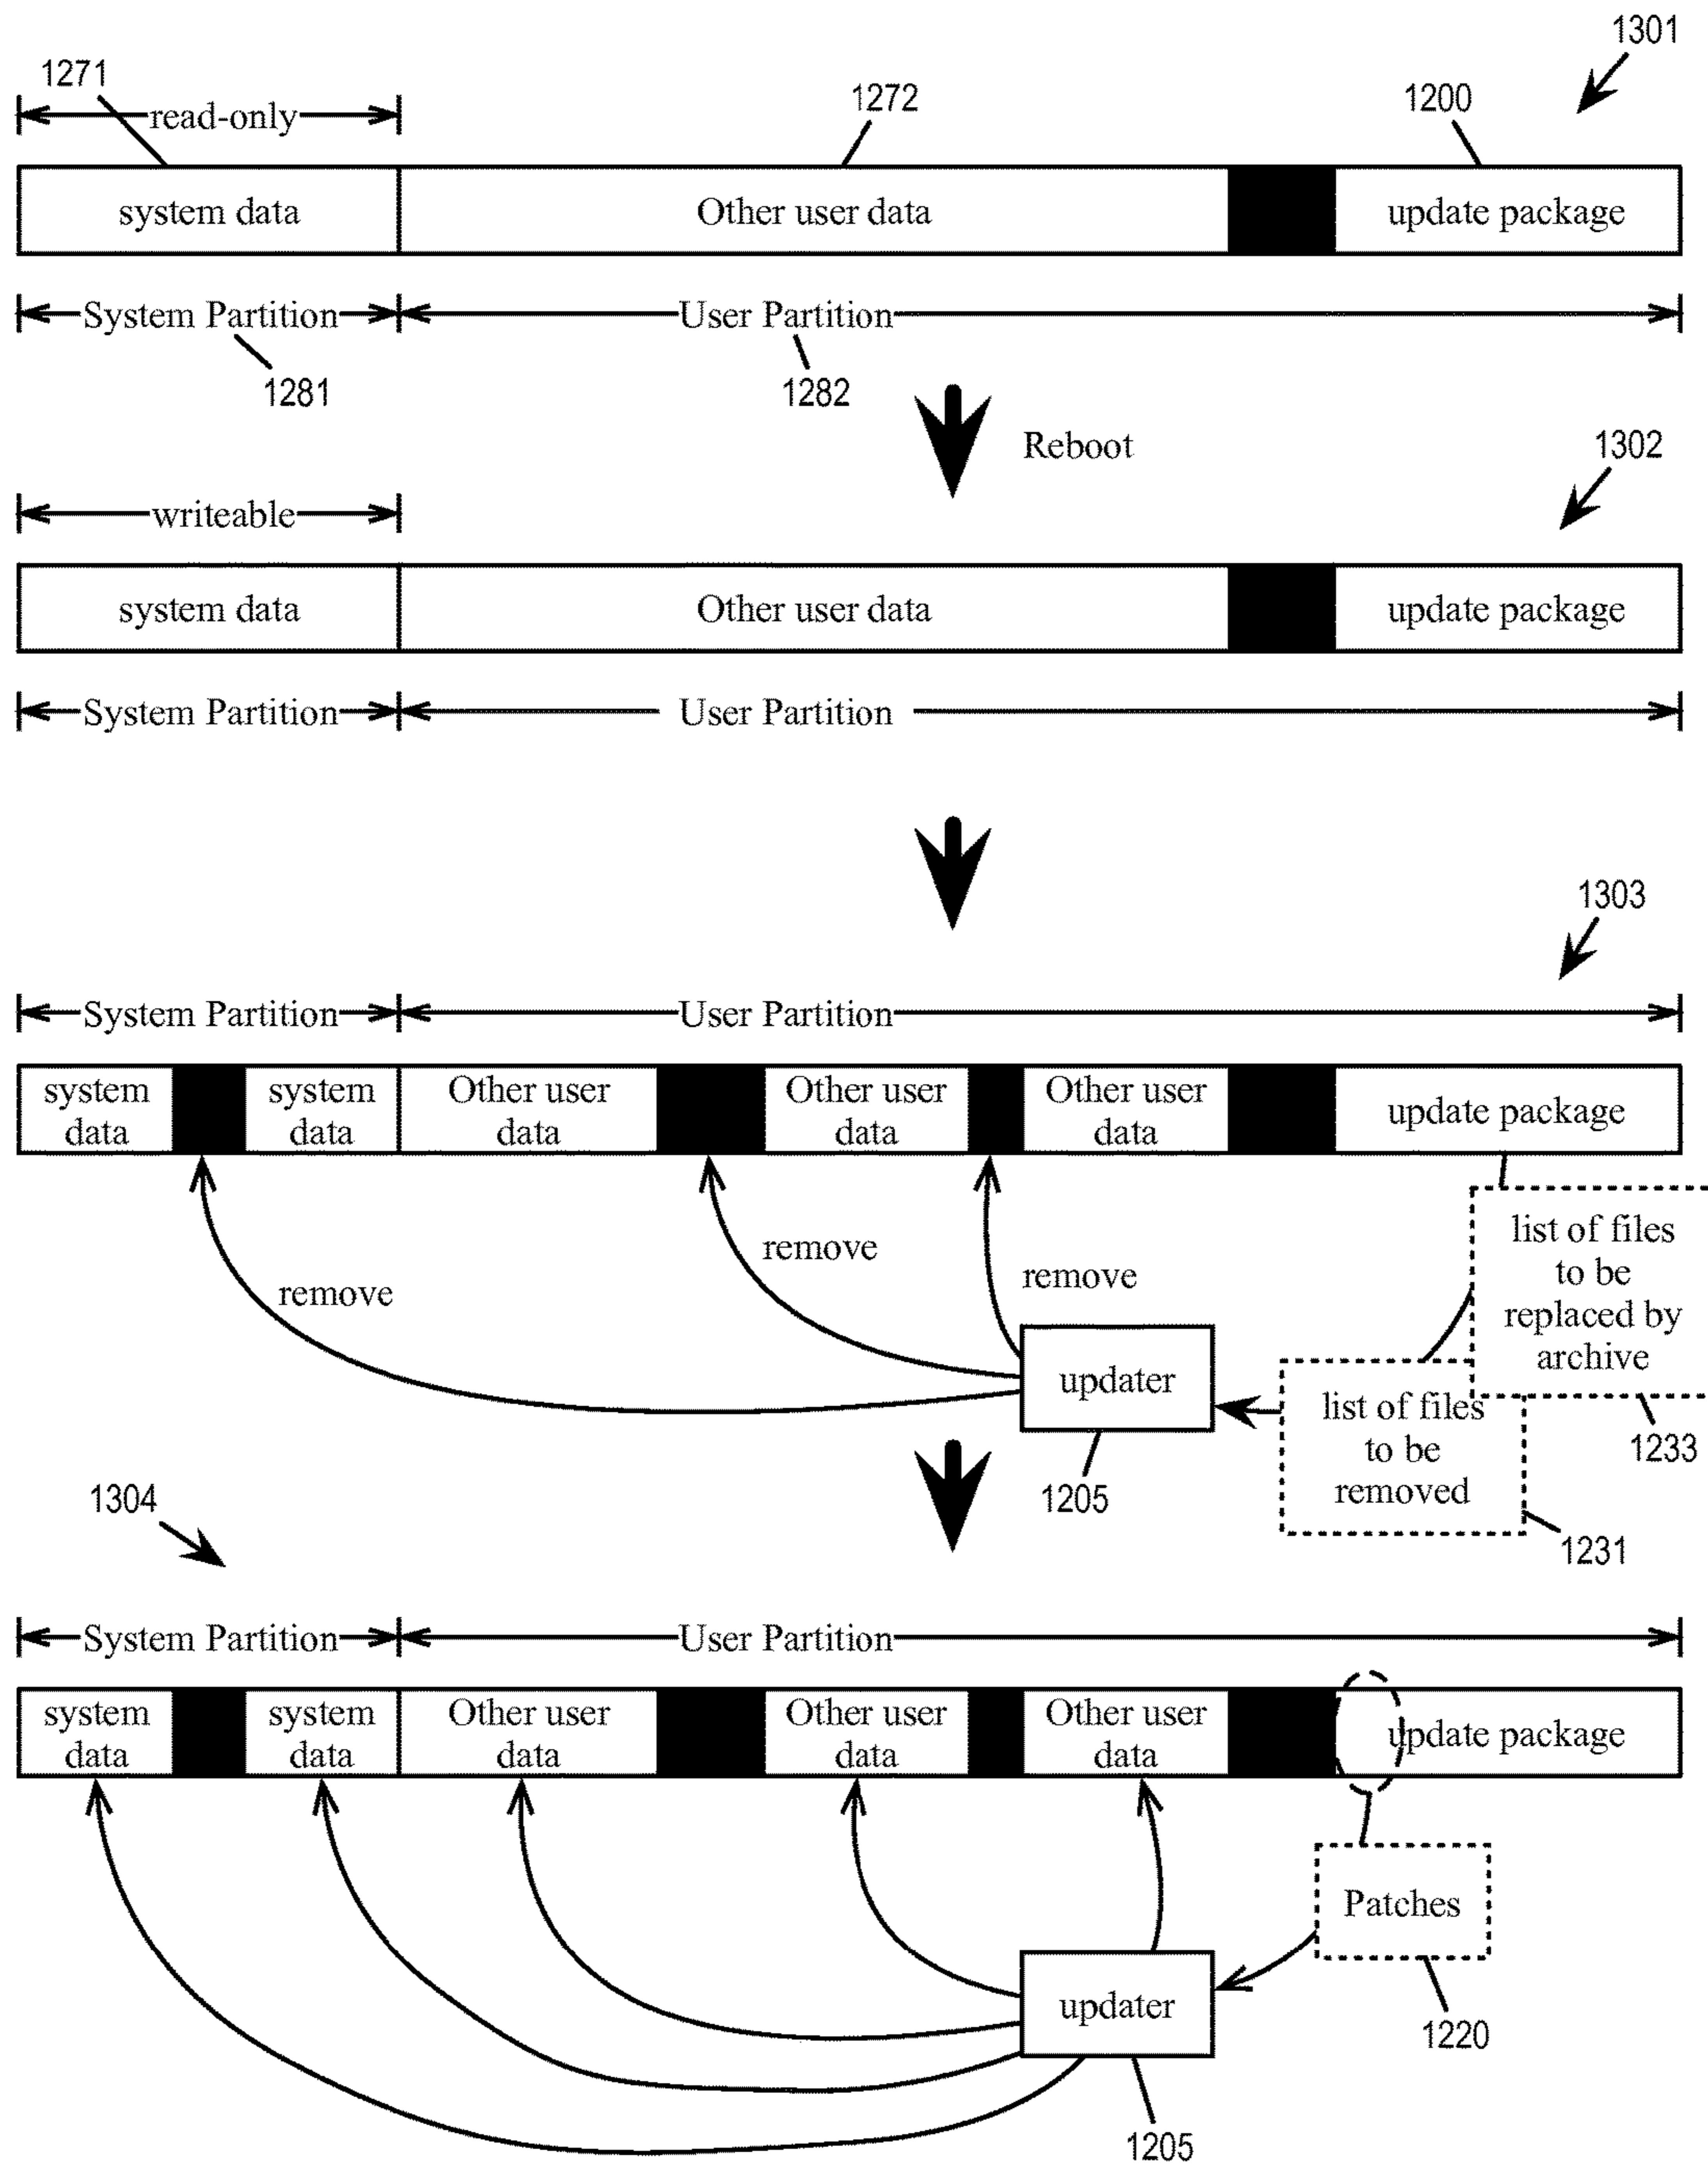 1301
1271
1272
1200
read-only
system data
Other user data
update package
System Partition
User Partition
1281
1282
Reboot
1302
writeable
system data
Other user data
update package
System Partition
User Partition
1303
System Partition
User Partition
system
data
system
data
Other user
data
Other user
data
Other user
data
update package
remove
remove
remove
list of files
to be
replaced by
archive
updater
list of files
to be
removed
1233
1205
1231
1304
System Partition
User Partition
system
data
system
data
Other user
data
Other user
data
Other user
data
update package
Patches
updater
1220
1205